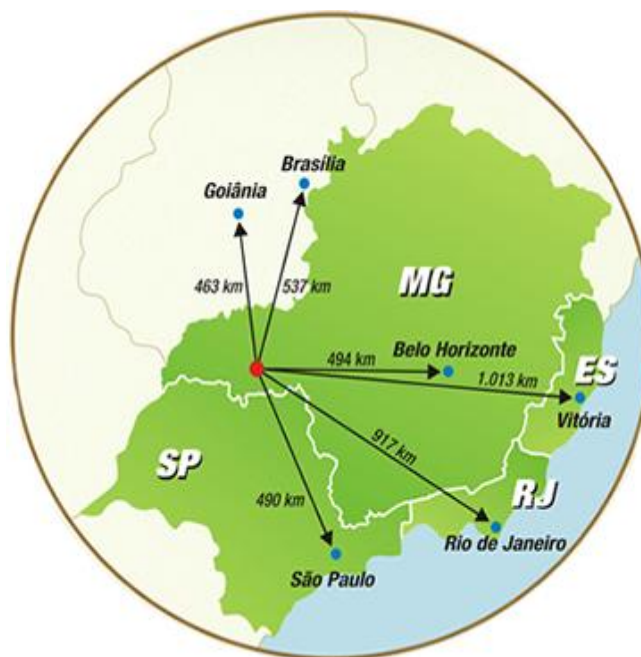 Brasília
Goiânia
463 km
537 km
MG
494 km
Belo Horizonte
1.013 km
ES
Vitória
917 km
SP
490 km
RJ
Rio de Janeiro
São Paulo